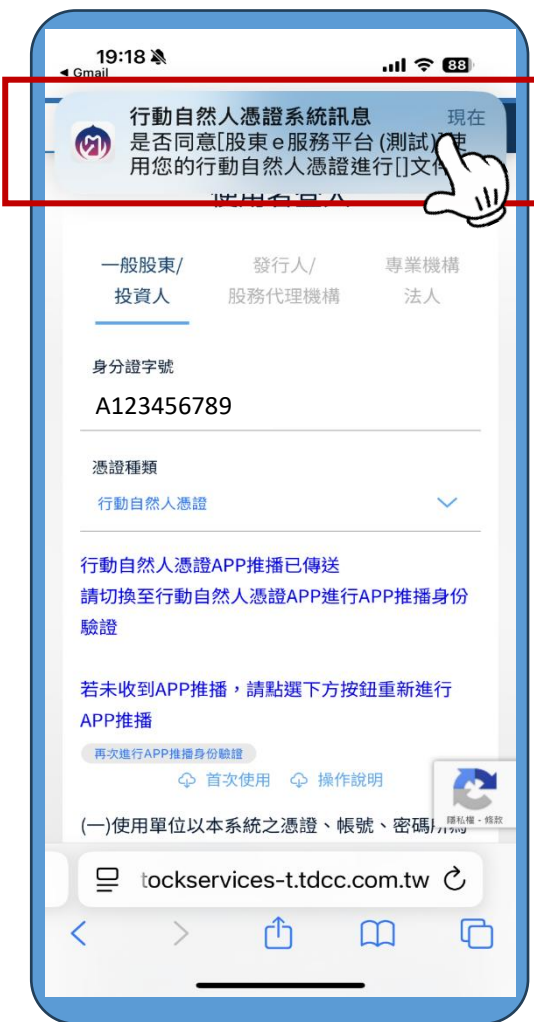 19:18
◀ Gmail
88
行動自然人憑證系統訊息 現在
是否同意[股東e服務平台 (測試)]使
用您的行動自然人憑證進行[]文件
使用者登入
一般股東/ 發行人/ 專業機構
投資人 股務代理機構 法人
身分證字號
A123456789
憑證種類
行動自然人憑證
行動自然人憑證APP推播已傳送
請切換至行動自然人憑證APP進行APP推播身份
驗證
若未收到APP推播，請點選下方按鈕重新進行
APP推播
再次進行APP推播身份驗證
首次使用 操作說明
隱私權 - 條款
(一)使用單位以本系統之憑證、帳號、密碼所為
tockservices-t.tdcc.com.tw